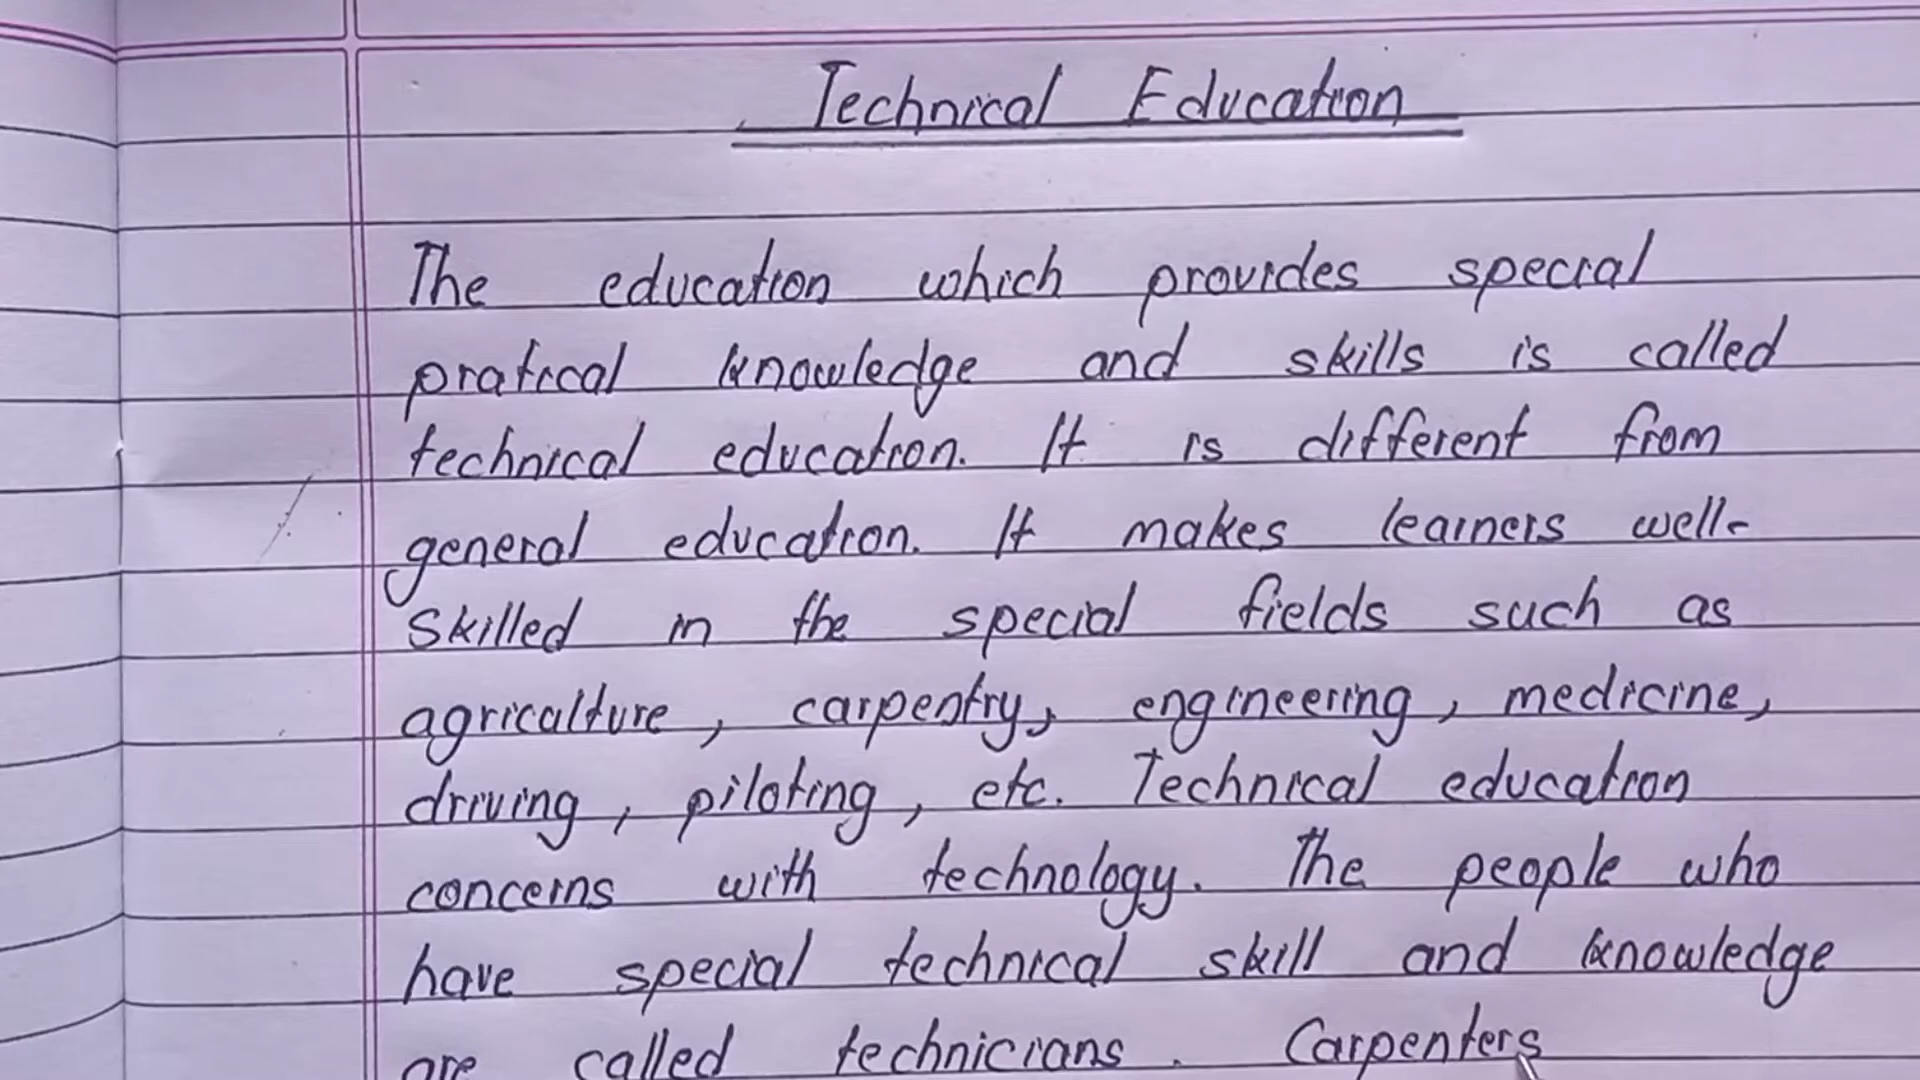 Technical Education
The education which provides special
pratical knowledge and skills is called
technical education. It is different from
general education. It makes learners well-
skilled in the special fields such as
agriculture, carpentry, engineering, medicine,
driving, piloting, etc. Technical education
concerns with technology. The people who
have special technical skill and knowledge
are called technicians. Carpenters